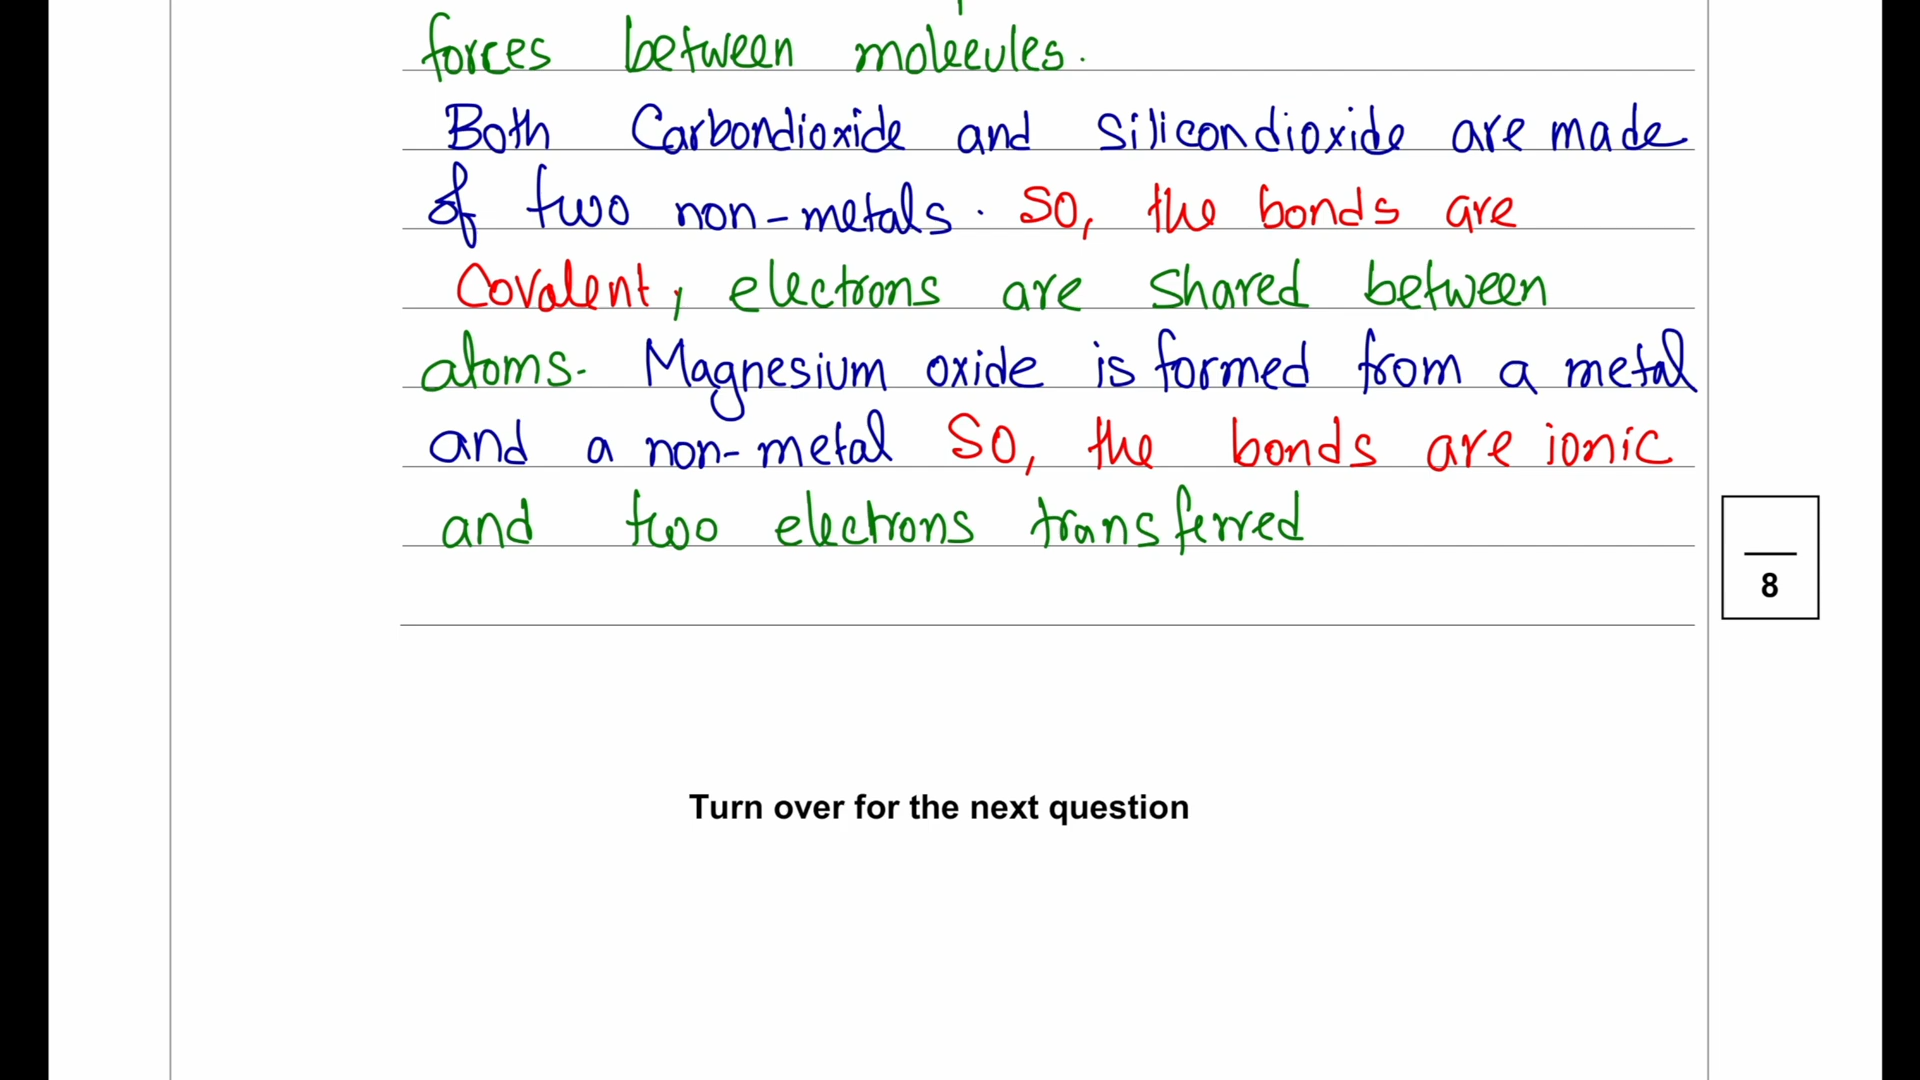 forces between molecules.
Both Carbondioxide and Silicondioxide are made
of two non-metals. So, the bonds are
Covalent, electrons are shared between
atoms. Magnesium oxide is formed from a metal
and a non-metal So, the bonds are ionic
and two electrons transferred
8
Turn over for the next question